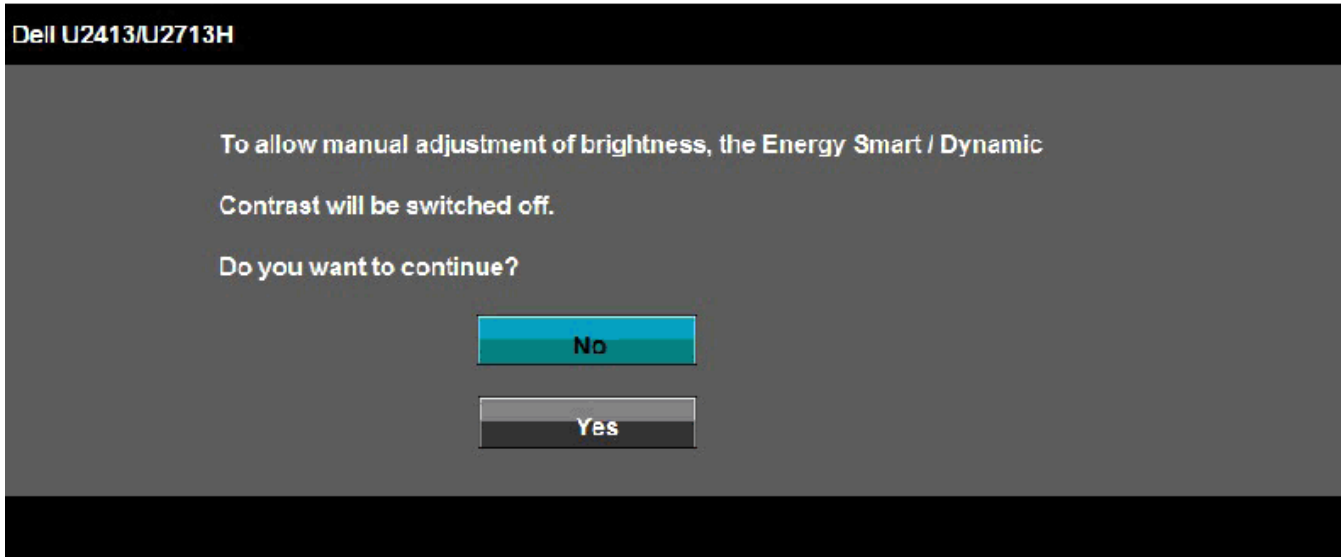 Dell U2413/U2713H
To allow manual adjustment of brightness, the Energy Smart / Dynamic
Contrast will be switched off.
Do you want to continue?
No
Yes